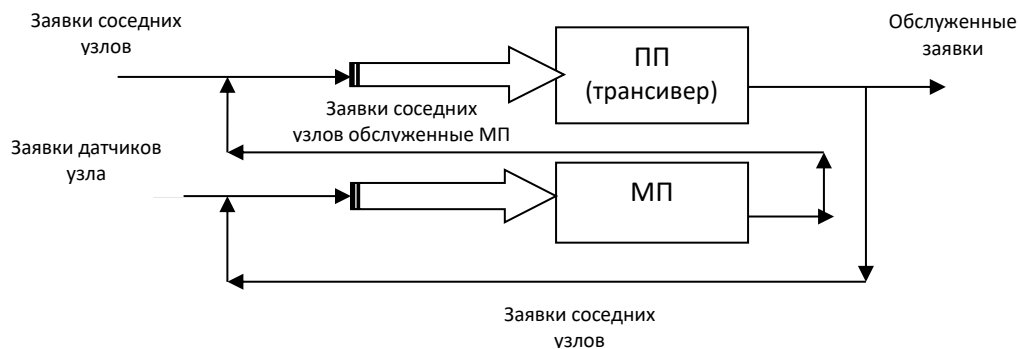 Заявки соседних
узлов
Обслуженные
заявки
ПП
(трансивер)
Заявки соседних
узлов обслуженные МП
Заявки датчиков
узла
МП
Заявки соседних
узлов